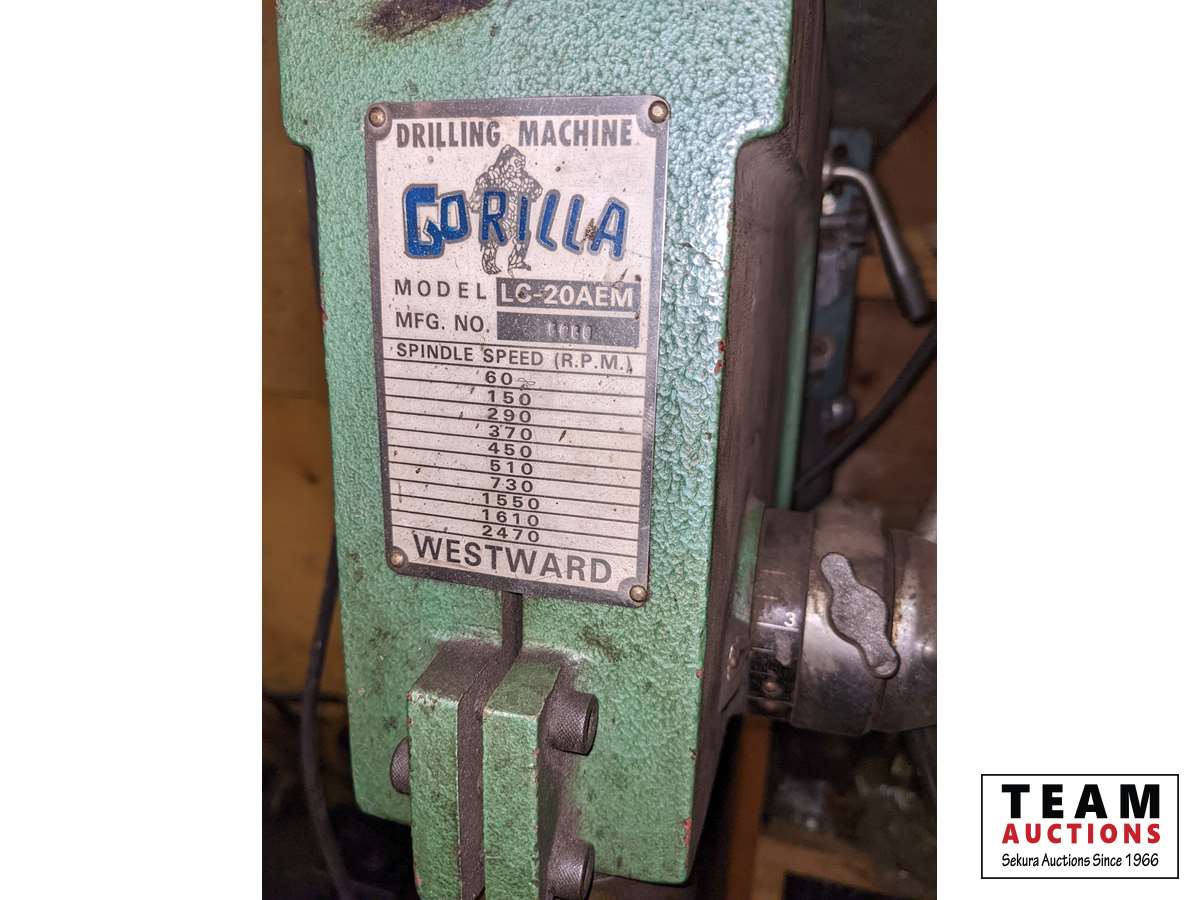 DRILLING MACHINE
GORILLA
MODEL LC-20AEM
MFG. NO.
SPINDLE SPEED (R.P.M.)
60
150
290
370
450
510
730
1550
1610
2470
WESTWARD
3
TEAM
AUCTIONS
Sekura Auctions Since 1966